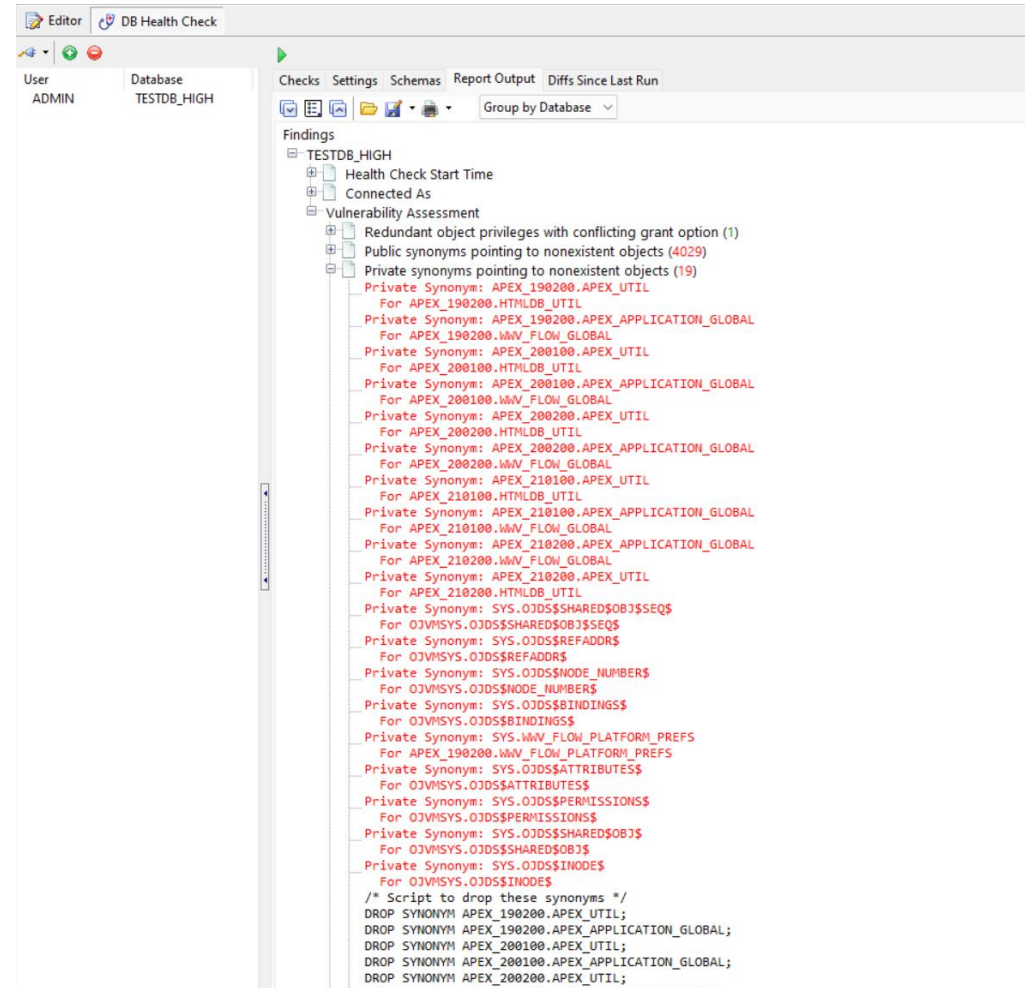 Editor
DB Health Check
User Database
ADMIN TESTDB_HIGH
Checks Settings Schemas Report Output Diffs Since Last Run
Group by Database
Findings
TESTDB_HIGH
Health Check Start Time
Connected As
Vulnerability Assessment
Redundant object privileges with conflicting grant option (1)
Public synonyms pointing to nonexistent objects (4029)
Private synonyms pointing to nonexistent objects (19)
Private Synonym: APEX_190200.APEX_UTIL
For APEX_190200.HTMLDB_UTIL
Private Synonym: APEX_190200.APEX_APPLICATION_GLOBAL
For APEX_190200.WWV_FLOW_GLOBAL
Private Synonym: APEX_200100.APEX_UTIL
For APEX_200100.HTMLDB_UTIL
Private Synonym: APEX_200100.APEX_APPLICATION_GLOBAL
For APEX_200100.WWV_FLOW_GLOBAL
Private Synonym: APEX_200200.APEX_UTIL
For APEX_200200.HTMLDB_UTIL
Private Synonym: APEX_200200.APEX_APPLICATION_GLOBAL
For APEX_200200.WWV_FLOW_GLOBAL
Private Synonym: APEX_210100.APEX_UTIL
For APEX_210100.HTMLDB_UTIL
Private Synonym: APEX_210100.APEX_APPLICATION_GLOBAL
For APEX_210100.WWV_FLOW_GLOBAL
Private Synonym: APEX_210200.APEX_APPLICATION_GLOBAL
For APEX_210200.WWV_FLOW_GLOBAL
Private Synonym: APEX_210200.APEX_UTIL
For APEX_210200.HTMLDB_UTIL
Private Synonym: SYS.OJDS$SHARED$OBJ$SEQ$
For OJVMSYS.OJDS$SHARED$OBJ$SEQ$
Private Synonym: SYS.OJDS$REFADDR$
For OJVMSYS.OJDS$REFADDR$
Private Synonym: SYS.OJDS$NODE_NUMBER$
For OJVMSYS.OJDS$NODE_NUMBER$
Private Synonym: SYS.OJDS$BINDINGS$
For OJVMSYS.OJDS$BINDINGS$
Private Synonym: SYS.WWV_FLOW_PLATFORM_PREFS
For APEX_190200.WWV_FLOW_PLATFORM_PREFS
Private Synonym: SYS.OJDS$ATTRIBUTES$
For OJVMSYS.OJDS$ATTRIBUTES$
Private Synonym: SYS.OJDS$PERMISSIONS$
For OJVMSYS.OJDS$PERMISSIONS$
Private Synonym: SYS.OJDS$SHARED$OBJ$
For OJVMSYS.OJDS$SHARED$OBJ$
Private Synonym: SYS.OJDS$INODE$
For OJVMSYS.OJDS$INODE$
/* Script to drop these synonyms */
DROP SYNONYM APEX_190200.APEX_UTIL;
DROP SYNONYM APEX_190200.APEX_APPLICATION_GLOBAL;
DROP SYNONYM APEX_200100.APEX_UTIL;
DROP SYNONYM APEX_200100.APEX_APPLICATION_GLOBAL;
DROP SYNONYM APEX_200200.APEX_UTIL;